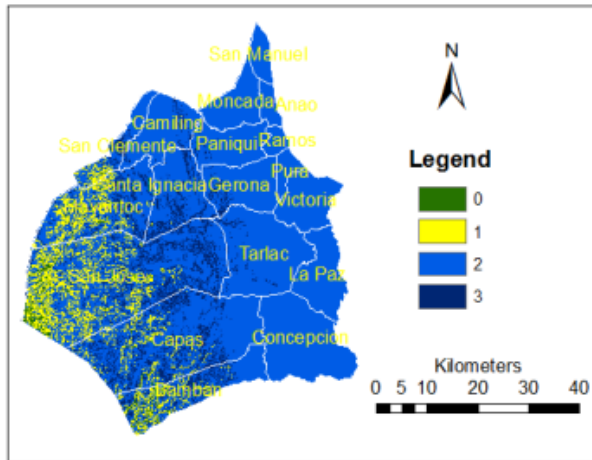 San Manuel
Moncada
Anao
Camiling
San Clemente
Paniqui
Ramos
Pura
Santa Ignacia
Gerona
Mayantoc
Victoria
Tarlac
San Jose
La Paz
Capas
Concepcion
Bamban
N
Legend
0
1
2
3
Kilometers
0 5 10 20 30 40